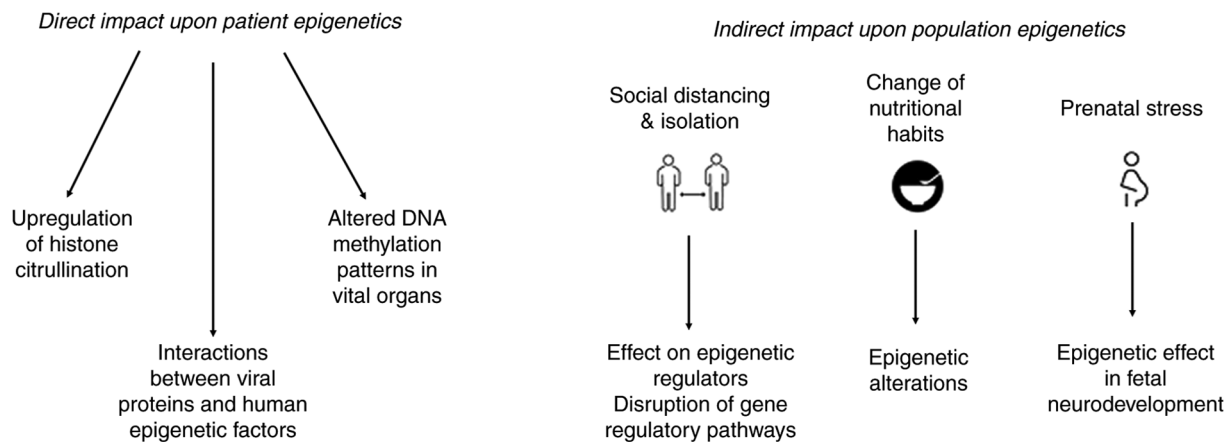 Direct impact upon patient epigenetics
Upregulation
of histone
citrullination
Interactions
between viral
proteins and human
epigenetic factors
Altered DNA
methylation
patterns in
vital organs
Indirect impact upon population epigenetics
Social distancing
& isolation
Effect on epigenetic
regulators
Disruption of gene
regulatory pathways
Change of
nutritional
habits
Epigenetic
alterations
Prenatal stress
Epigenetic effect
in fetal
neurodevelopment